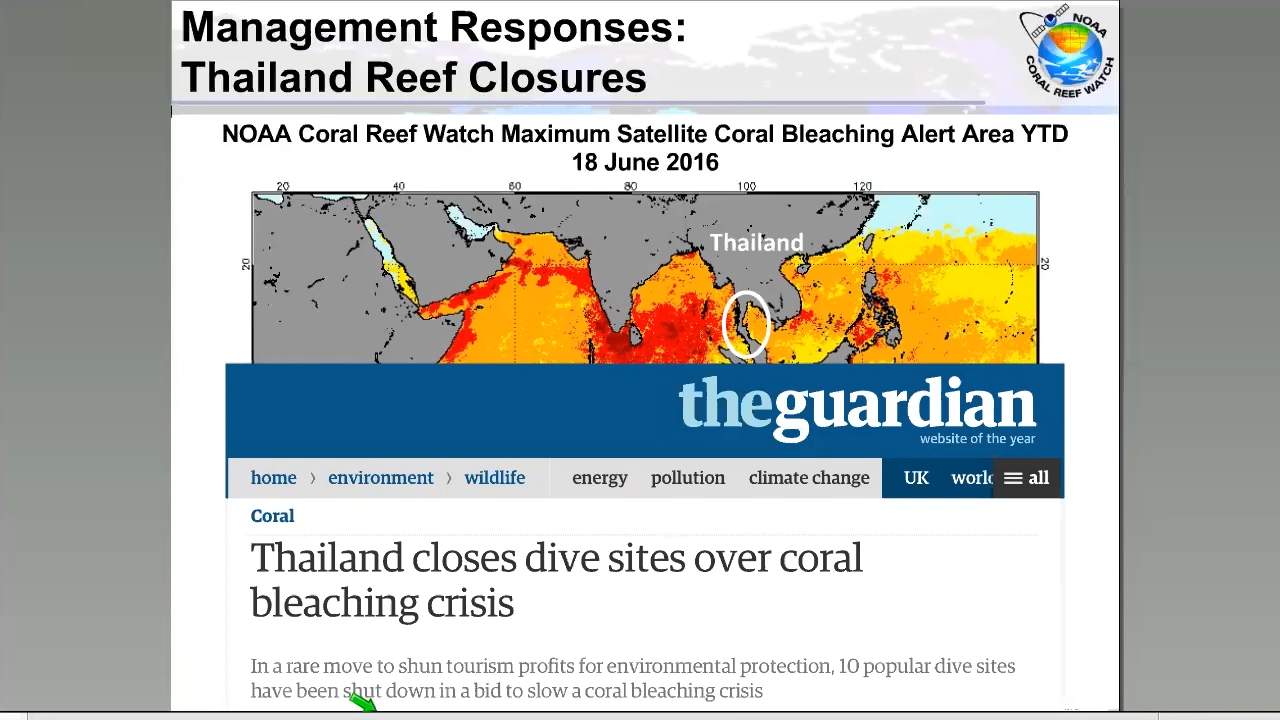 Management Responses:
Thailand Reef Closures
NOAA
CORAL REEF WATCH
NOAA Coral Reef Watch Maximum Satellite Coral Bleaching Alert Area YTD
18 June 2016
20 40 60 80 100 120
Thailand
20 20
theguardian
website of the year
home › environment › wildlife energy pollution climate change UK world all
Coral
Thailand closes dive sites over coral
bleaching crisis
In a rare move to shun tourism profits for environmental protection, 10 popular dive sites
have been shut down in a bid to slow a coral bleaching crisis